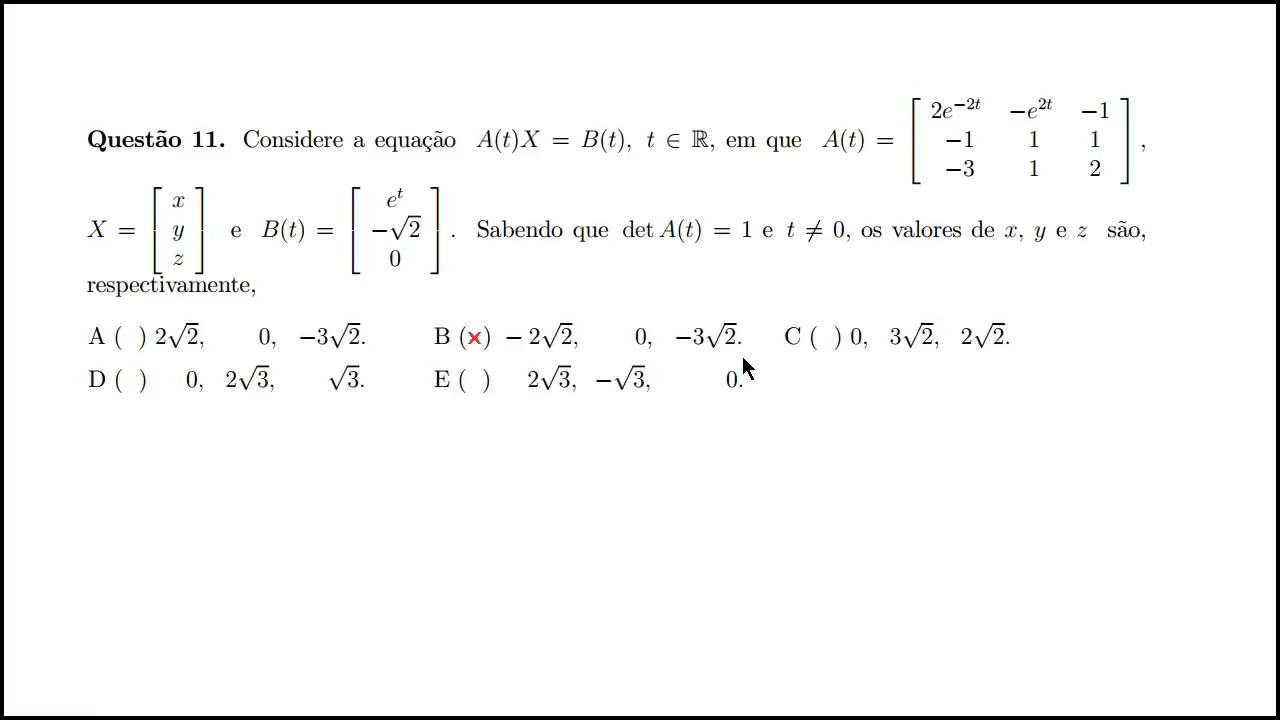 Questão 11. Considere a equação A(t)X = B(t), t ∈ ℝ, em que A(t) = [ 2e^{−2t} −e^{2t} −1 ; −1 1 1 ; −3 1 2 ],
X = [ x ; y ; z ] e B(t) = [ e^t ; −√2 ; 0 ]. Sabendo que det A(t) = 1 e t ≠ 0, os valores de x, y e z são,
respectivamente,
A ( ) 2√2, 0, −3√2. B (x) − 2√2, 0, −3√2. C ( ) 0, 3√2, 2√2.
D ( ) 0, 2√3, √3. E ( ) 2√3, −√3, 0.